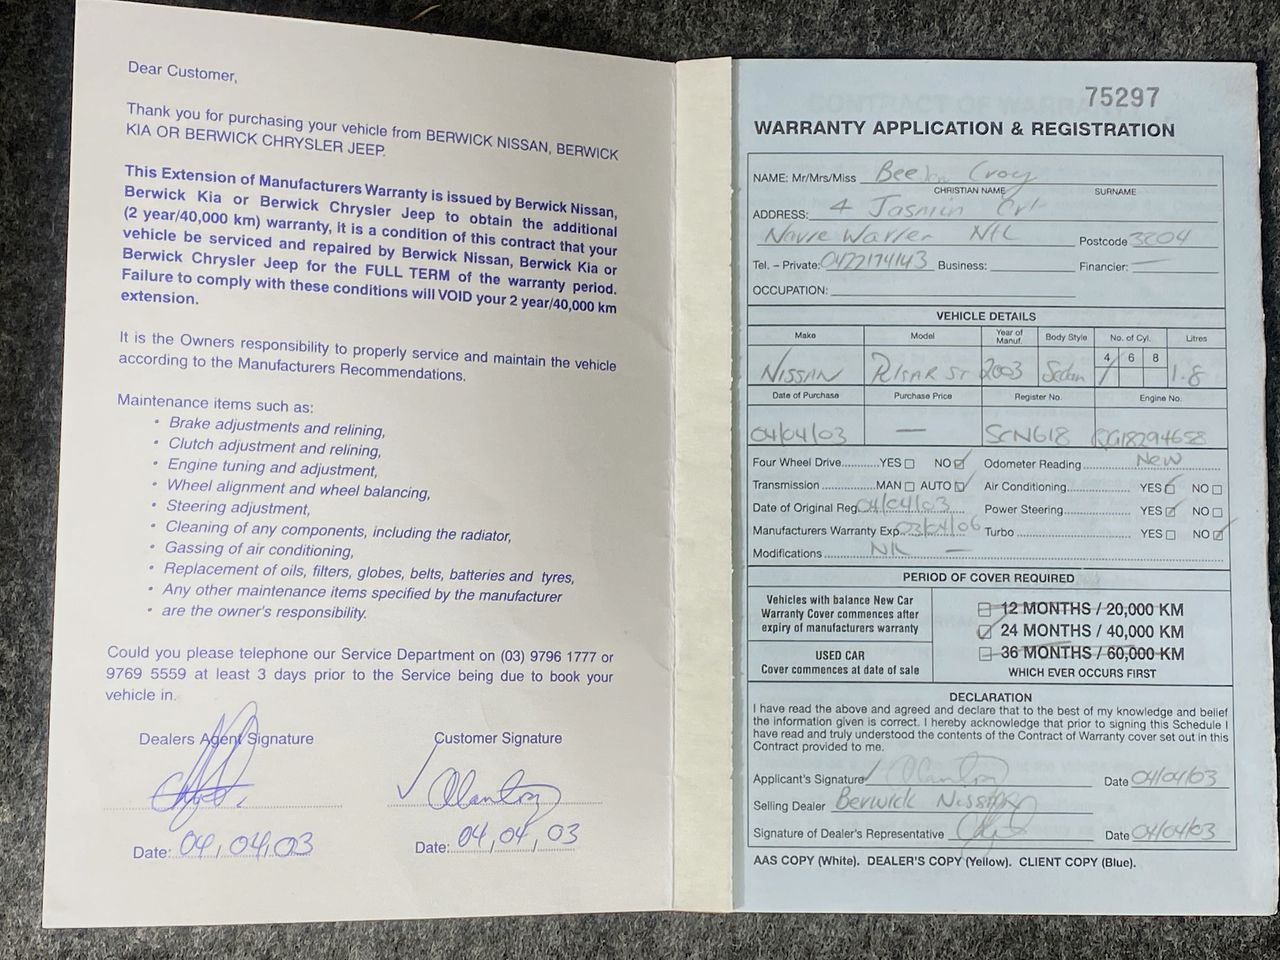 Dear Customer,
Thank you for purchasing your vehicle from BERWICK NISSAN, BERWICK
KIA OR BERWICK CHRYSLER JEEP.
This Extension of Manufacturers Warranty is issued by Berwick Nissan,
Berwick Kia or Berwick Chrysler Jeep to obtain the additional
(2 year/40,000 km) warranty, it is a condition of this contract that your
vehicle be serviced and repaired by Berwick Nissan, Berwick Kia or
Berwick Chrysler Jeep for the FULL TERM of the warranty period.
Failure to comply with these conditions will VOID your 2 year/40,000 km
extension.
It is the Owners responsibility to properly service and maintain the vehicle
according to the Manufacturers Recommendations.
Maintenance items such as:
• Brake adjustments and relining,
• Clutch adjustment and relining,
• Engine tuning and adjustment,
• Wheel alignment and wheel balancing,
• Steering adjustment,
• Cleaning of any components, including the radiator,
• Gassing of air conditioning,
• Replacement of oils, filters, globes, belts, batteries and tyres,
• Any other maintenance items specified by the manufacturer
• are the owner's responsibility.
Could you please telephone our Service Department on (03) 9796 1777 or
9769 5559 at least 3 days prior to the Service being due to book your
vehicle in.
Dealers Agent Signature Customer Signature
Date: 04, 04, 03 Date: 04, 04, 03
75297
WARRANTY APPLICATION & REGISTRATION
NAME: Mr/Mrs/Miss
CHRISTIAN NAME SURNAME
ADDRESS: 4 Jasmin
Narre Warren Nth Postcode 3804
Tel. – Private: 0422174143 Business: Financier: —
OCCUPATION:
VEHICLE DETAILS
Make Model Year of Manuf. Body Style No. of Cyl. Litres
4 6 8
NISSAN PULSAR ST 2003 Sedan 1.8
Date of Purchase Purchase Price Register No. Engine No.
04/04/03 — SCN618 QG18294658
Four Wheel Drive YES NO Odometer Reading New
Transmission MAN AUTO Air Conditioning YES NO
Date of Original Reg 04/04/03 Power Steering YES NO
Manufacturers Warranty Exp. 03/04/06 Turbo YES NO
Modifications —
PERIOD OF COVER REQUIRED
Vehicles with balance New Car
Warranty Cover commences after
expiry of manufacturers warranty
USED CAR
Cover commences at date of sale
12 MONTHS / 20,000 KM
24 MONTHS / 40,000 KM
36 MONTHS / 60,000 KM
WHICH EVER OCCURS FIRST
DECLARATION
I have read the above and agreed and declare that to the best of my knowledge and belief
the information given is correct. I hereby acknowledge that prior to signing this Schedule I
have read and truly understood the contents of the Contract of Warranty cover set out in this
Contract provided to me.
Applicant's Signature Date 04/04/03
Selling Dealer Berwick Nissan
Signature of Dealer's Representative Date 04/04/03
AAS COPY (White). DEALER'S COPY (Yellow). CLIENT COPY (Blue).